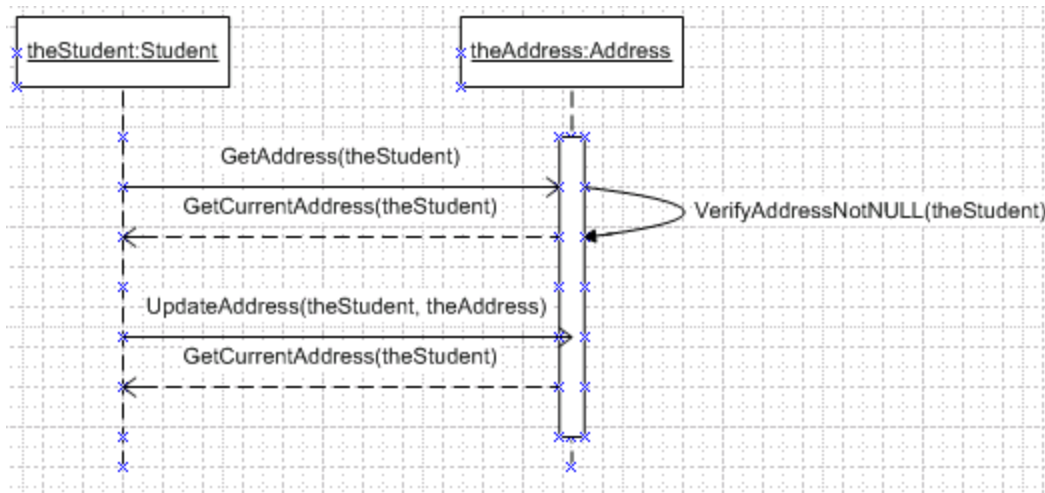 theStudent:Student
theAddress:Address
GetAddress(theStudent)
GetCurrentAddress(theStudent)
VerifyAddressNotNULL(theStudent)
UpdateAddress(theStudent, theAddress)
GetCurrentAddress(theStudent)